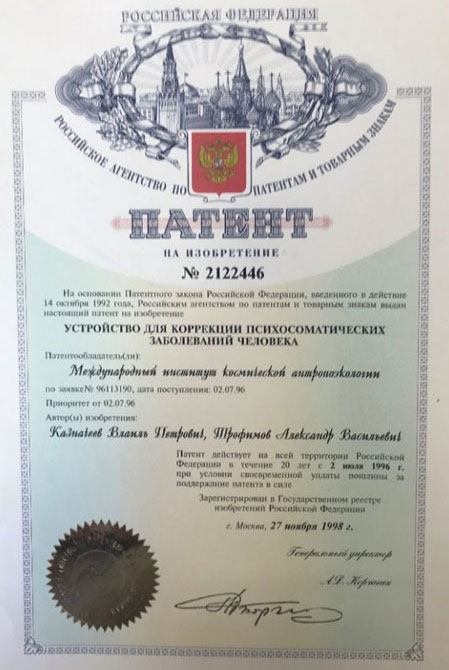 РОССИЙСКАЯ ФЕДЕРАЦИЯ
РОССИЙСКОЕ АГЕНТСТВО ПО ПАТЕНТАМ И ТОВАРНЫМ ЗНАКАМ
ПАТЕНТ
НА ИЗОБРЕТЕНИЕ
№ 2122446
На основании Патентного закона Российской Федерации, введенного в действие
14 октября 1992 года, Российским агентством по патентам и товарным знакам выдан
настоящий патент на изобретение
УСТРОЙСТВО ДЛЯ КОРРЕКЦИИ ПСИХОСОМАТИЧЕСКИХ
ЗАБОЛЕВАНИЙ ЧЕЛОВЕКА
Патентообладатель(ли):
Международный институт космической антропоэкологии
по заявке № 96113190, дата поступления: 02.07.96
Приоритет от 02.07.96
Автор(ы) изобретения:
Казначеев Влаиль Петрович, Трофимов Александр Васильевич
Патент действует на всей территории Российской
Федерации в течение 20 лет с 2 июля 1996 г.
при условии своевременной уплаты пошлины за
поддержание патента в силе
Зарегистрирован в Государственном реестре
изобретений Российской Федерации
г. Москва, 27 ноября 1998 г.
Генеральный директор
А.Д. Корчагин